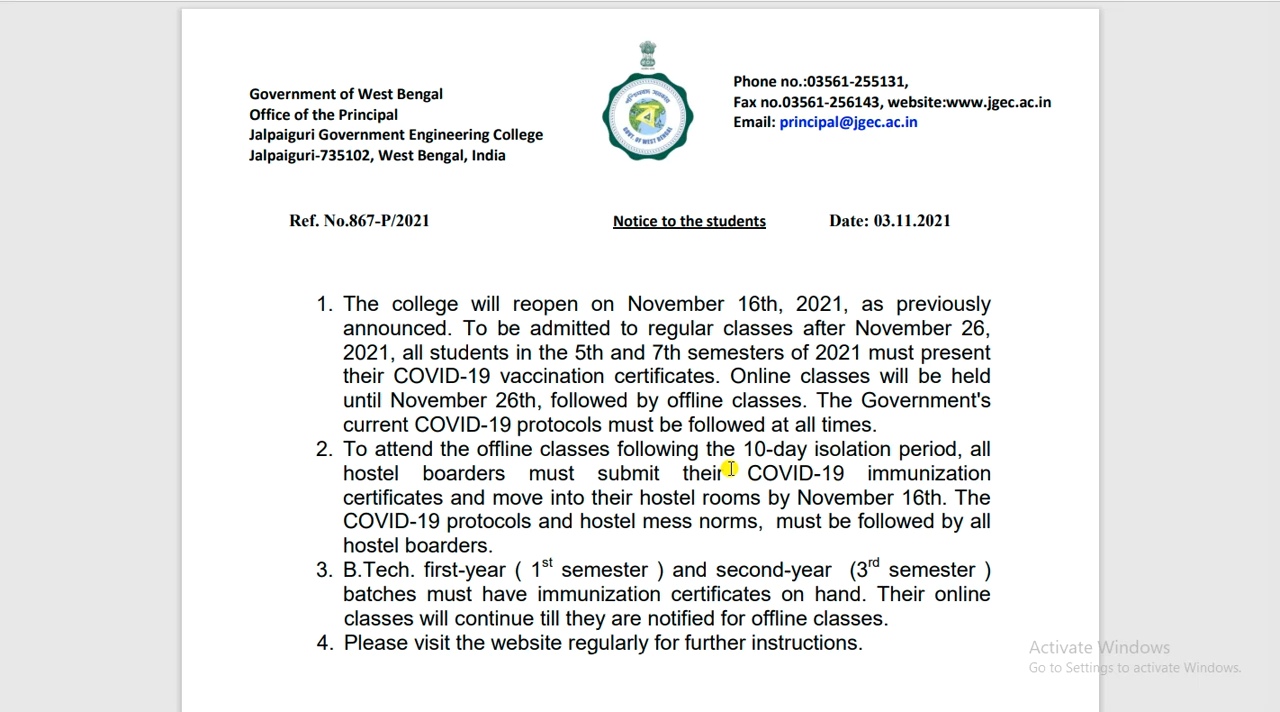 Government of West Bengal
Office of the Principal
Jalpaiguri Government Engineering College
Jalpaiguri-735102, West Bengal, India
GOVT. OF WEST BENGAL
Phone no.:03561-255131,
Fax no.03561-256143, website:www.jgec.ac.in
Email: principal@jgec.ac.in
Ref. No.867-P/2021 Notice to the students Date: 03.11.2021
1. The college will reopen on November 16th, 2021, as previously
announced. To be admitted to regular classes after November 26,
2021, all students in the 5th and 7th semesters of 2021 must present
their COVID-19 vaccination certificates. Online classes will be held
until November 26th, followed by offline classes. The Government's
current COVID-19 protocols must be followed at all times.
2. To attend the offline classes following the 10-day isolation period, all
hostel boarders must submit their COVID-19 immunization
certificates and move into their hostel rooms by November 16th. The
COVID-19 protocols and hostel mess norms, must be followed by all
hostel boarders.
3. B.Tech. first-year ( 1st semester ) and second-year (3rd semester )
batches must have immunization certificates on hand. Their online
classes will continue till they are notified for offline classes.
4. Please visit the website regularly for further instructions.
Activate Windows
Go to Settings to activate Windows.